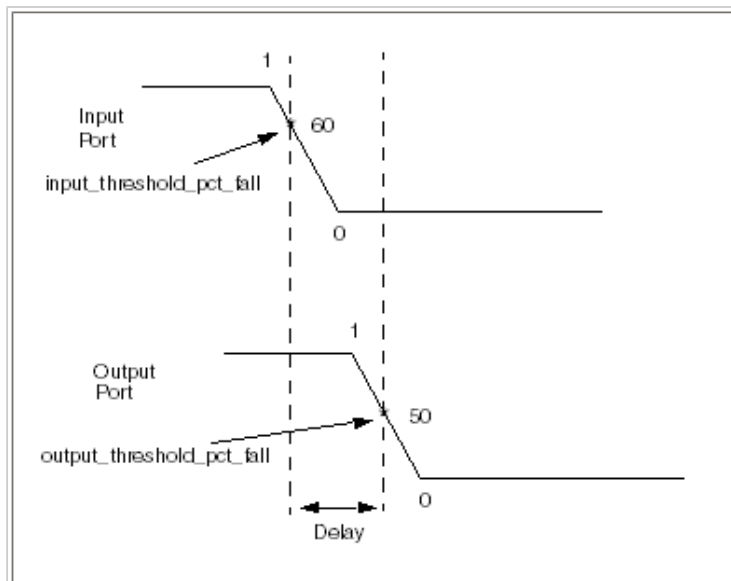 1
Input
Port
60
input_threshold_pct_fall
0
1
Output
Port
50
output_threshold_pct_fall
0
Delay